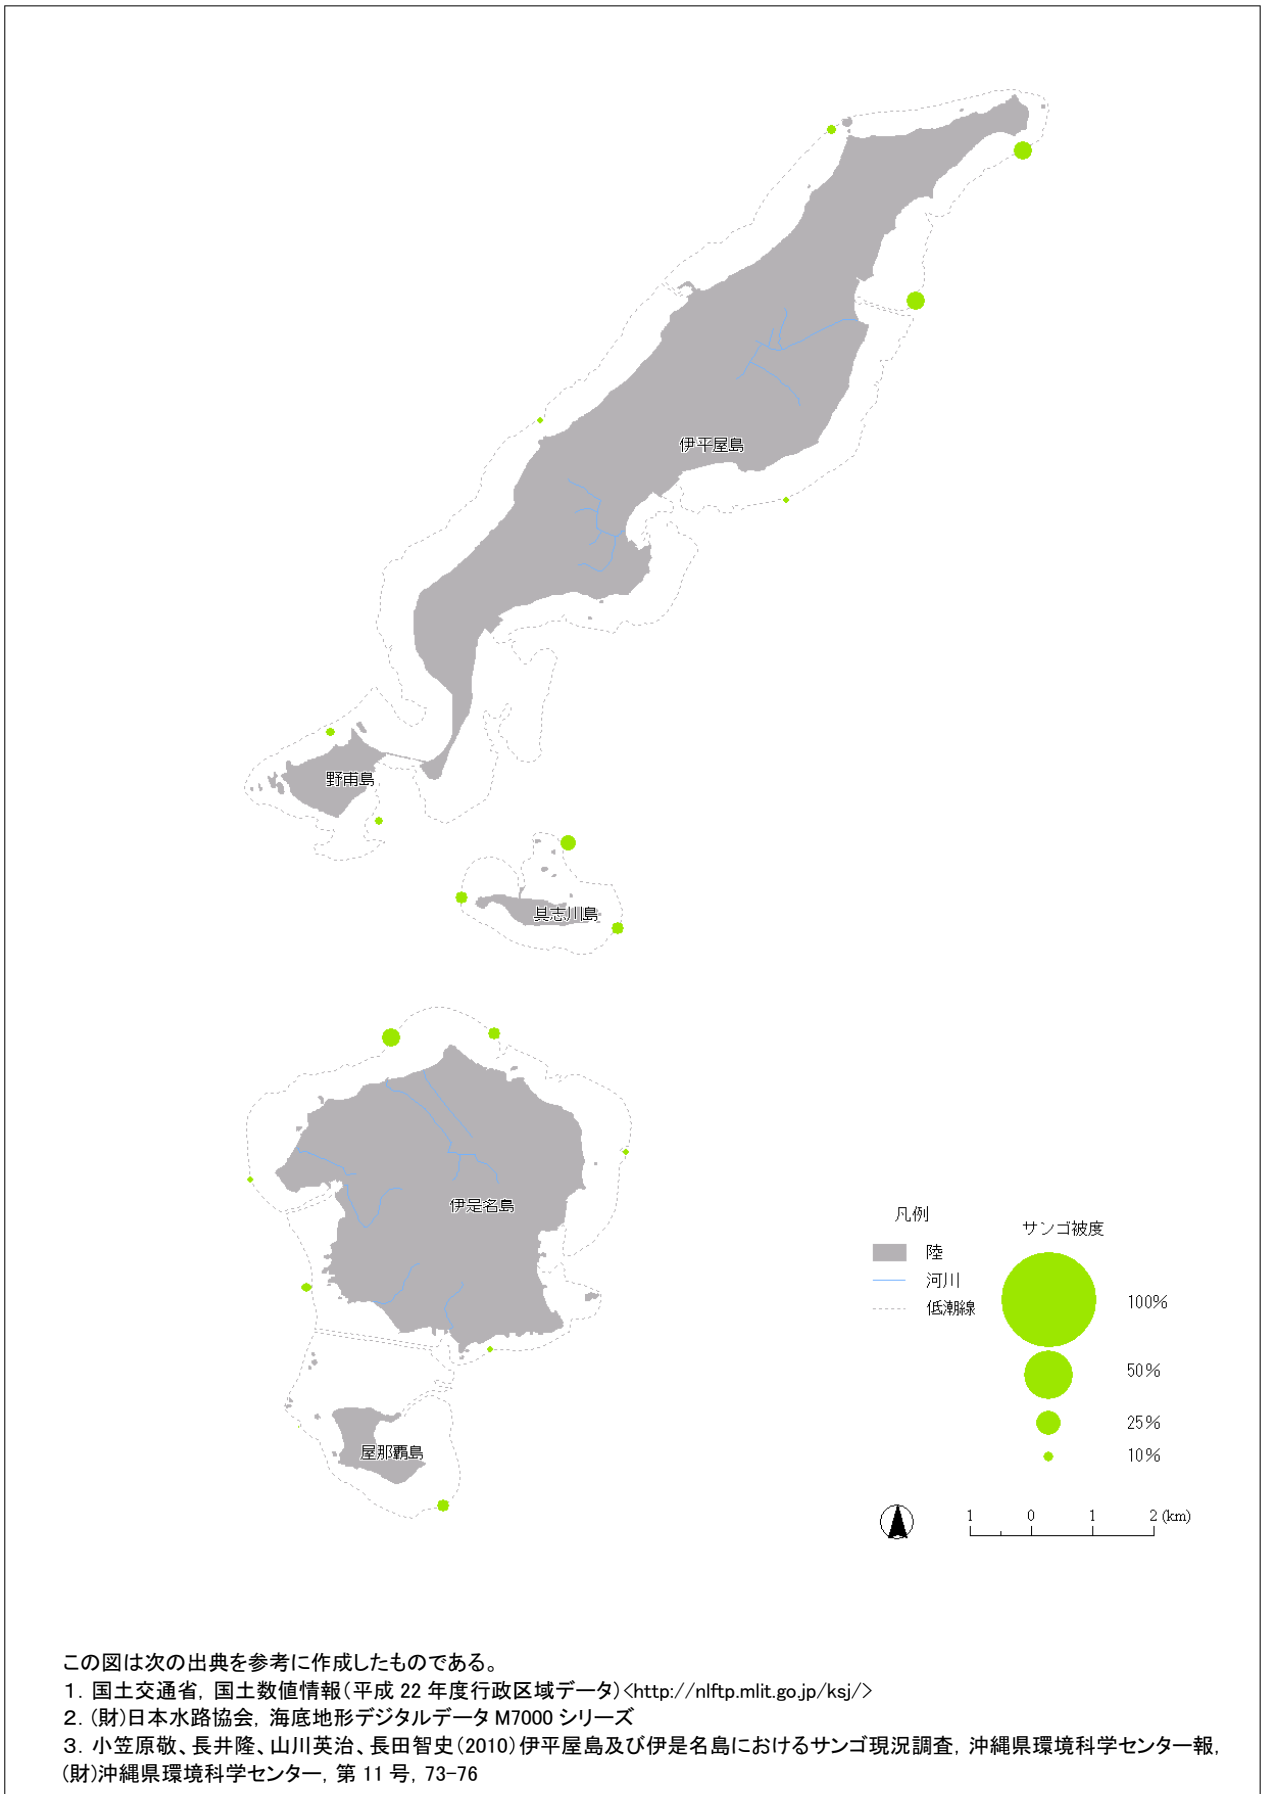 伊平屋島
野甫島
具志川島
伊是名島
屋那覇島
凡例
陸
河川
低潮線
サンゴ被度
100%
50%
25%
10%
1 0 1 2 (km)
この図は次の出典を参考に作成したものである。
1. 国土交通省, 国土数値情報(平成 22 年度行政区域データ)<http://nlftp.mlit.go.jp/ksj/>
2. (財)日本水路協会, 海底地形デジタルデータ M7000 シリーズ
3. 小笠原敬、長井隆、山川英治、長田智史(2010)伊平屋島及び伊是名島におけるサンゴ現況調査, 沖縄県環境科学センター報,
(財)沖縄県環境科学センター, 第 11 号, 73-76